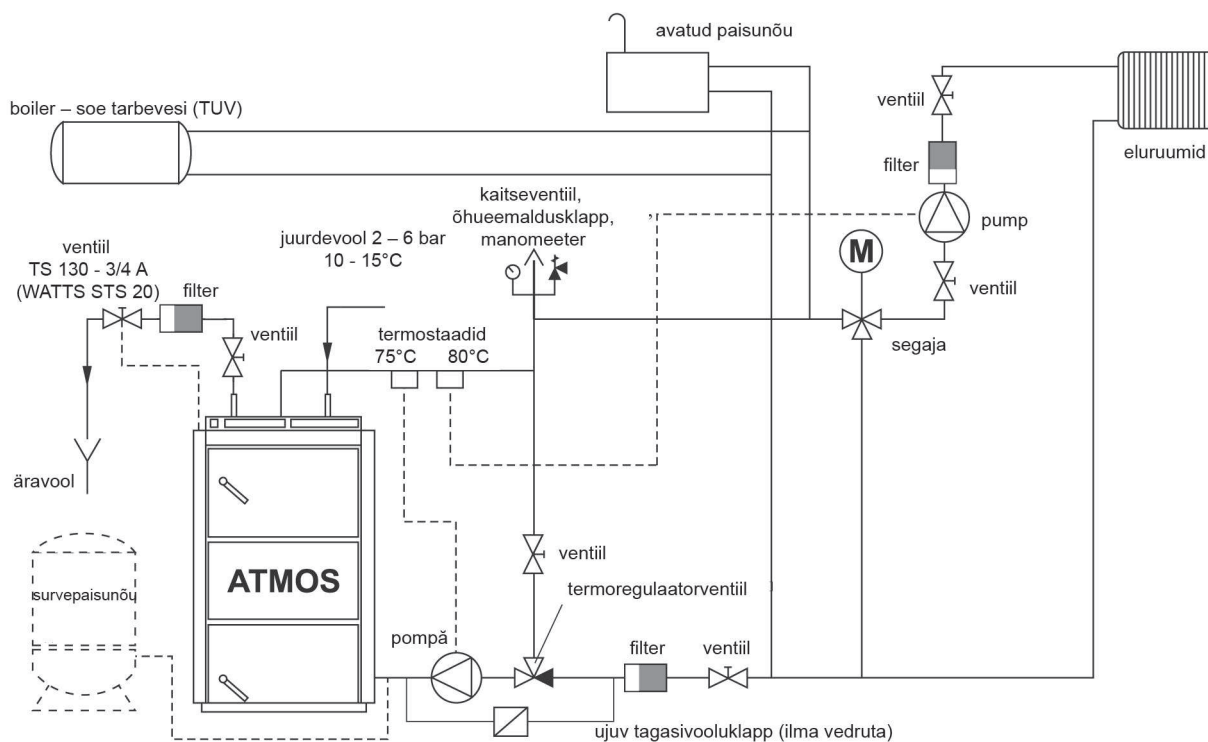 avatud paisunõu
boiler – soe tarbevesi (TUV)
ventiil
filter
eluruumid
kaitseventiil,
õhueemaldusklapp,
manomeeter
pump
juurdevool 2 – 6 bar
10 - 15°C
ventiil
TS 130 - 3/4 A
(WATTS STS 20)
filter
ventiil
M
ventiil
segaja
termostaadid
75°C
80°C
äravool
ventiil
ATMOS
termoregulaatorventiil
survepaisunõu
pompă
filter
ventiil
ujuv tagasivooluklapp (ilma vedruta)